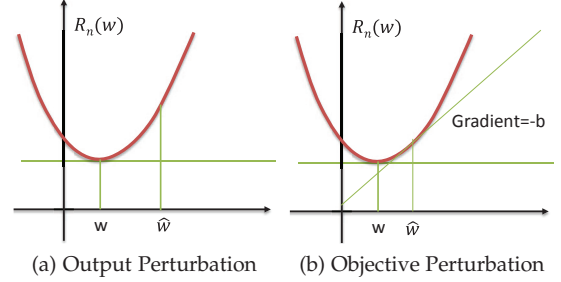 R_n(w)
w
ŵ
(a) Output Perturbation
R_n(w)
Gradient=-b
w
ŵ
(b) Objective Perturbation